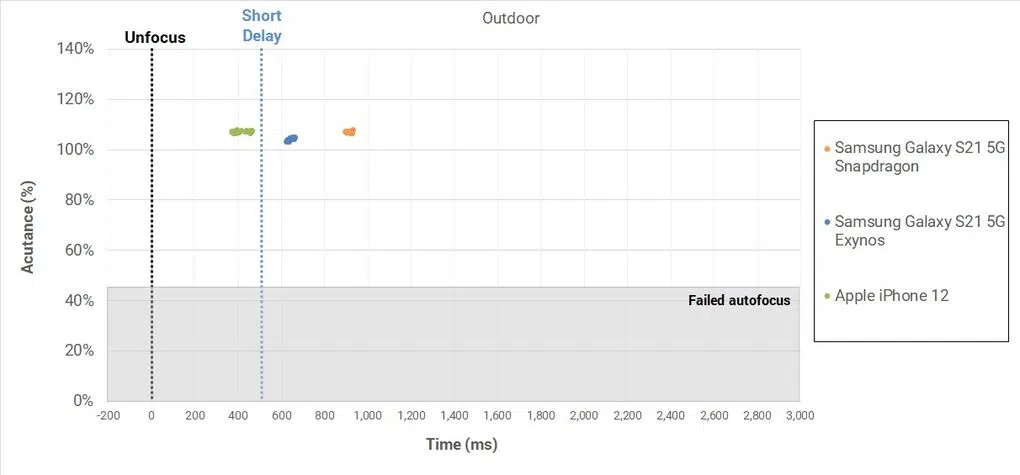 Outdoor
Short
Delay
Unfocus
140%
120%
100%
80%
60%
40%
20%
0%
Acutance (%)
Failed autofocus
-200
0
200
400
600
800
1,000
1,200
1,400
1,600
1,800
2,000
2,200
2,400
2,600
2,800
3,000
Time (ms)
Samsung Galaxy S21 5G
Snapdragon
Samsung Galaxy S21 5G
Exynos
Apple iPhone 12